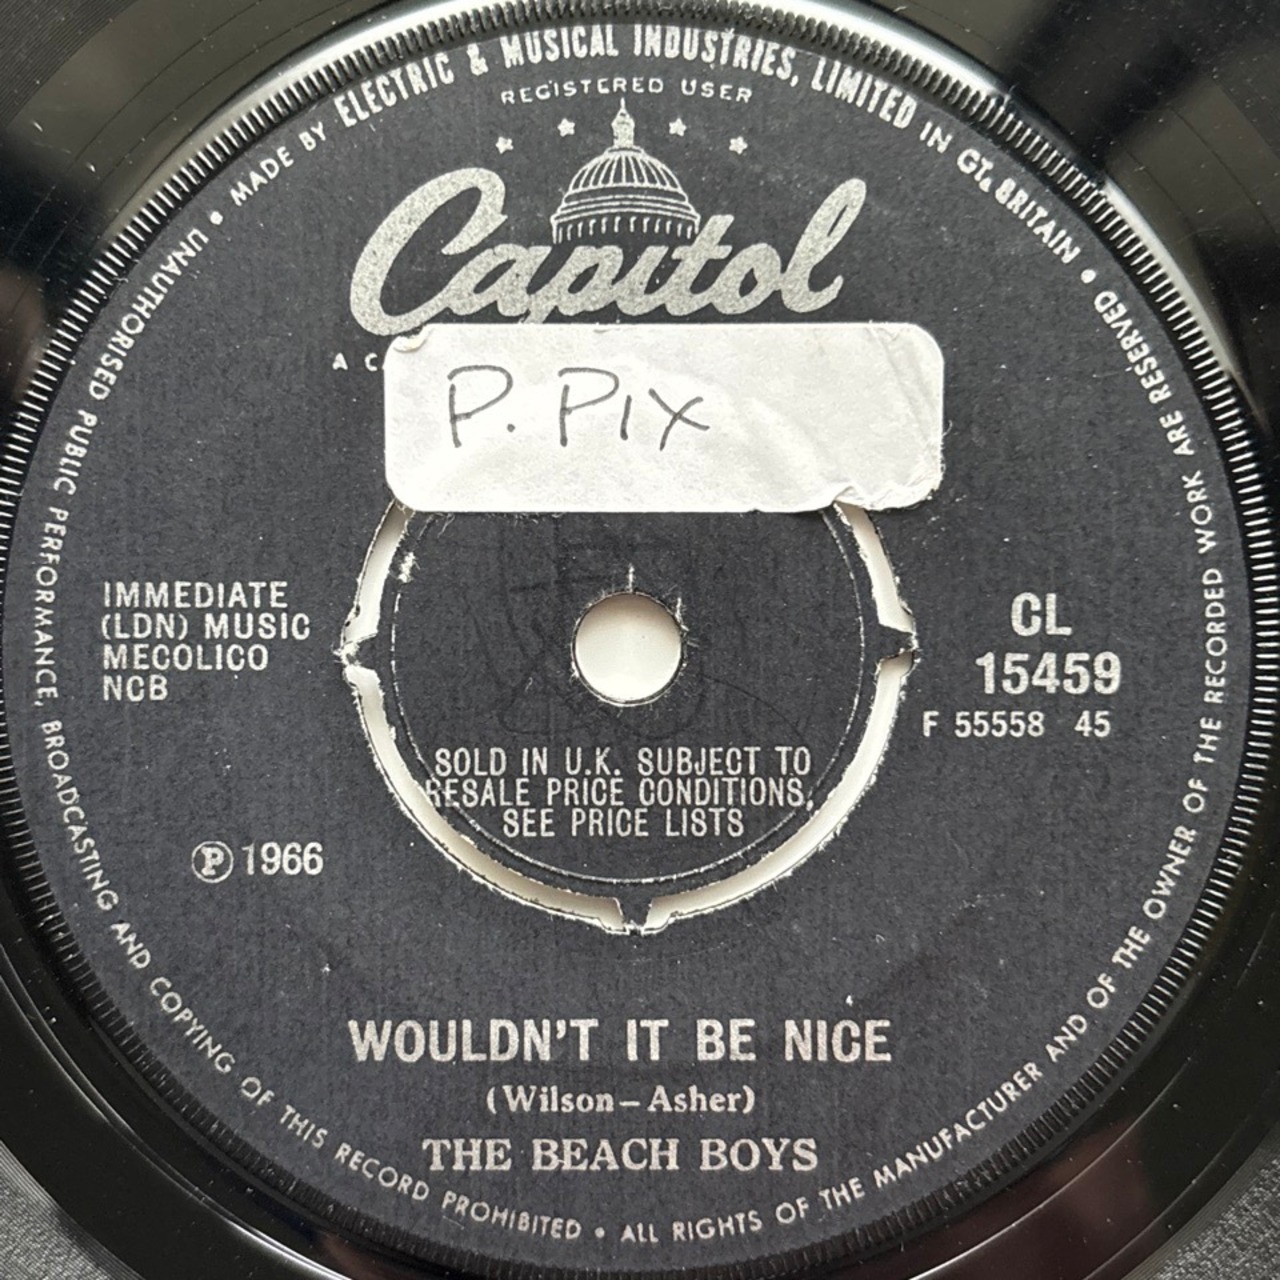 MADE BY ELECTRIC & MUSICAL INDUSTRIES, LIMITED IN GT. BRITAIN • ALL RIGHTS OF THE MANUFACTURER AND OF THE OWNER OF THE RECORDED WORK ARE RESERVED •
UNAUTHORISED PUBLIC PERFORMANCE, BROADCASTING AND COPYING OF THIS RECORD PROHIBITED •
REGISTERED USER
Capitol
A C
P. PIX
IMMEDIATE
(LDN) MUSIC
MECOLICO
NCB
CL
15459
F 55558 45
SOLD IN U.K. SUBJECT TO
RESALE PRICE CONDITIONS,
SEE PRICE LISTS
Ⓟ 1966
WOULDN'T IT BE NICE
(Wilson – Asher)
THE BEACH BOYS